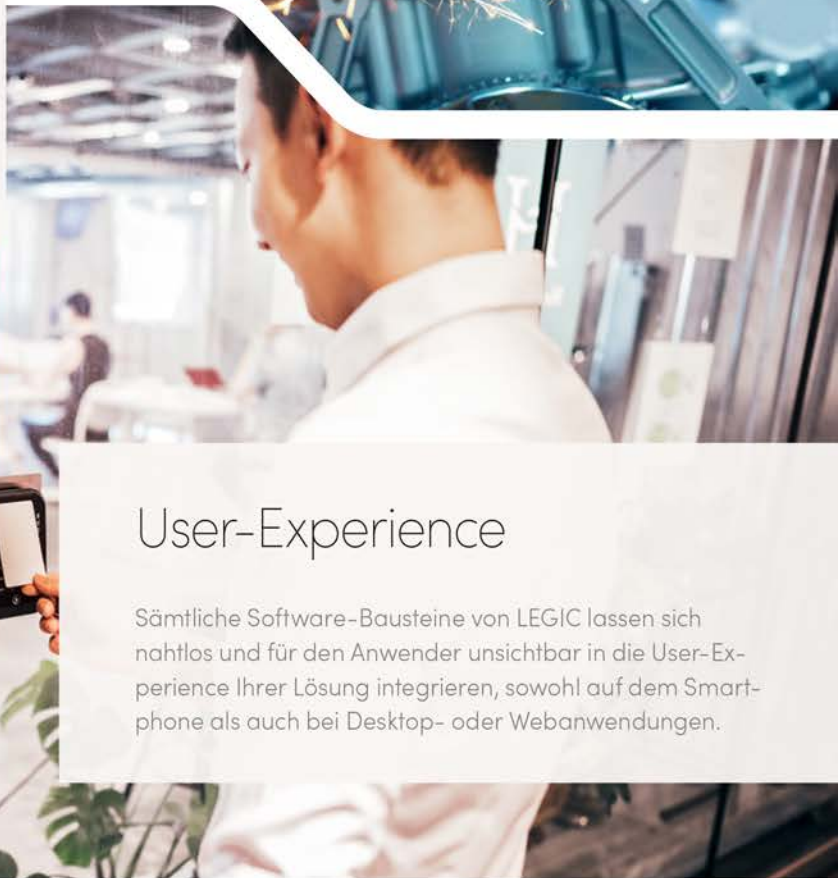 User-Experience
Sämtliche Software-Bausteine von LEGIC lassen sich
nahtlos und für den Anwender unsichtbar in die User-Ex-
perience Ihrer Lösung integrieren, sowohl auf dem Smart-
phone als auch bei Desktop- oder Webanwendungen.